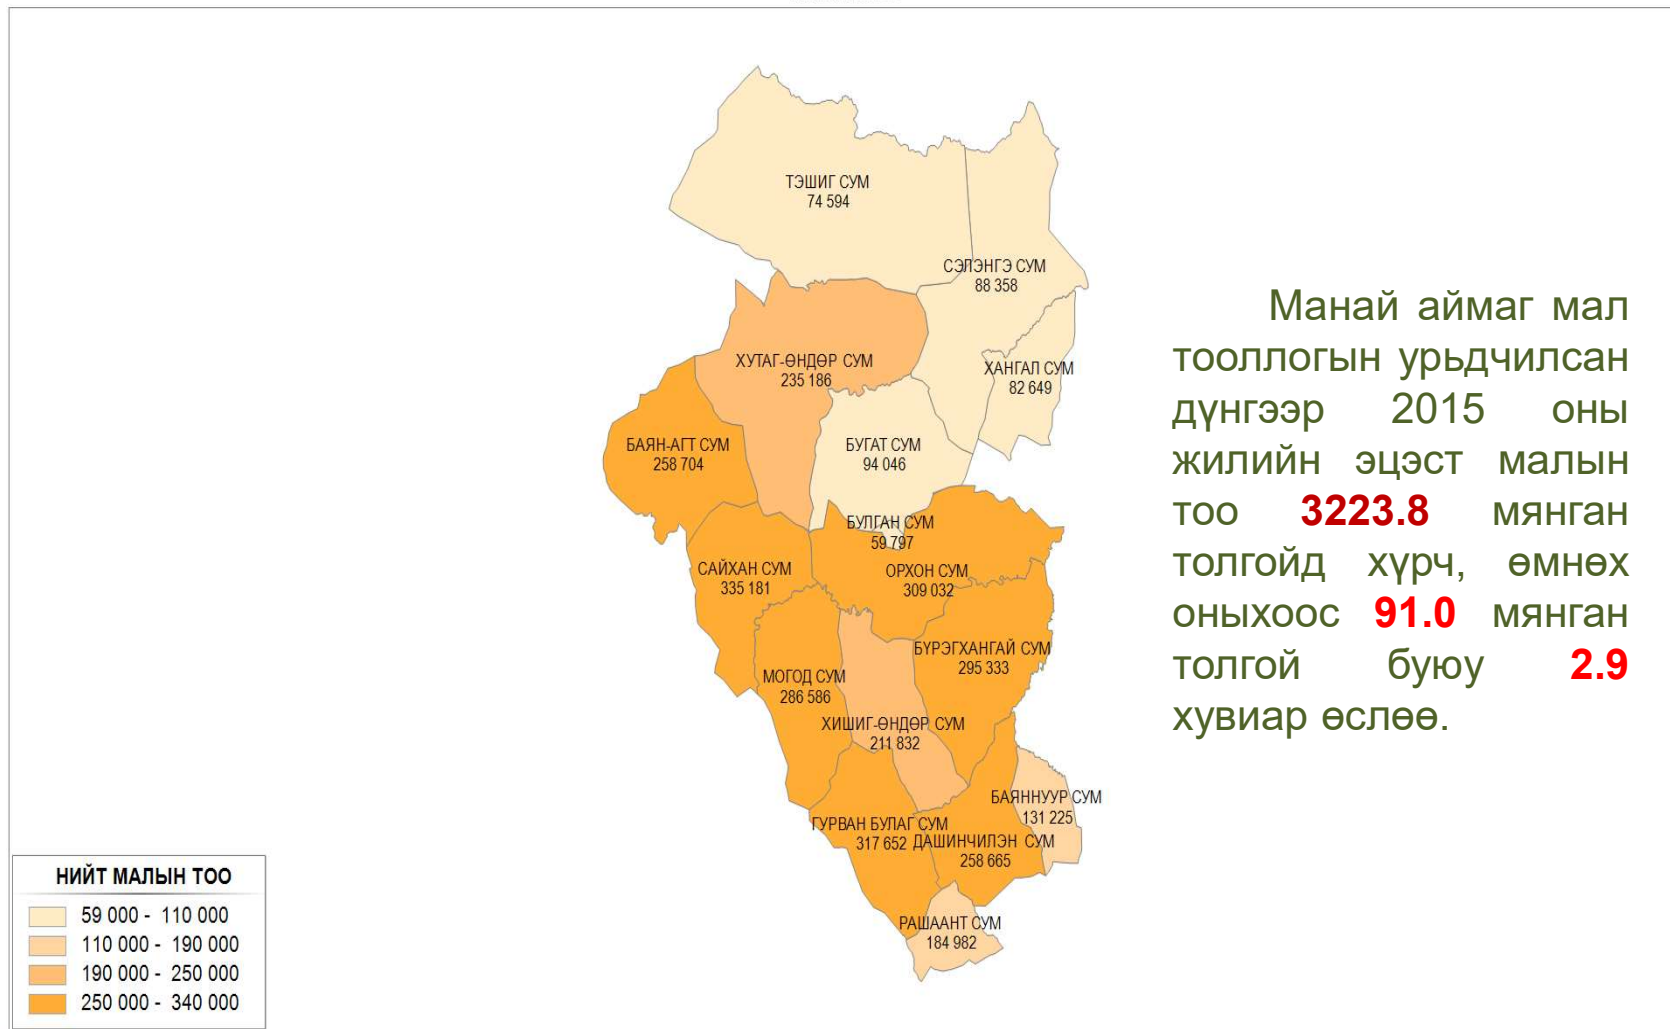 ТЭШИГ СУМ
74 594
СЭЛЭНГЭ СУМ
88 358
ХУТАГ-ӨНДӨР СУМ
235 186
ХАНГАЛ СУМ
82 649
БАЯН-АГТ СУМ
258 704
БУГАТ СУМ
94 046
БУЛГАН СУМ
59 797
САЙХАН СУМ
335 181
ОРХОН СУМ
309 032
БҮРЭГХАНГАЙ СУМ
295 333
МОГОД СУМ
286 586
ХИШИГ-ӨНДӨР СУМ
211 832
БАЯННУУР СУМ
131 225
ГУРВАН БУЛАГ СУМ
317 652
ДАШИНЧИЛЭН СУМ
258 665
РАШААНТ СУМ
184 982
Манай аймаг мал
тооллогын урьдчилсан
дүнгээр 2015 оны
жилийн эцэст малын
тоо 3223.8 мянган
толгойд хүрч, өмнөх
оныхоос 91.0 мянган
толгой буюу 2.9
хувиар өслөө.
НИЙТ МАЛЫН ТОО
59 000 - 110 000
110 000 - 190 000
190 000 - 250 000
250 000 - 340 000